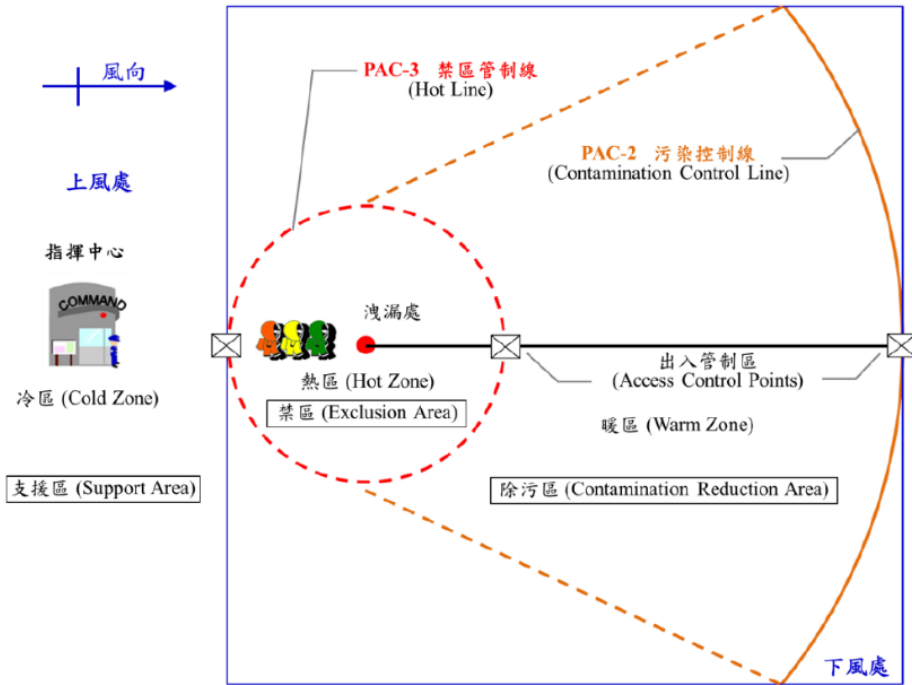 風向
PAC-3 禁區管制線
(Hot Line)
PAC-2 污染控制線
(Contamination Control Line)
上風處
指揮中心
COMMAND
洩漏處
出入管制區
(Access Control Points)
熱區 (Hot Zone)
冷區 (Cold Zone)
禁區 (Exclusion Area)
暖區 (Warm Zone)
支援區 (Support Area)
除污區 (Contamination Reduction Area)
下風處